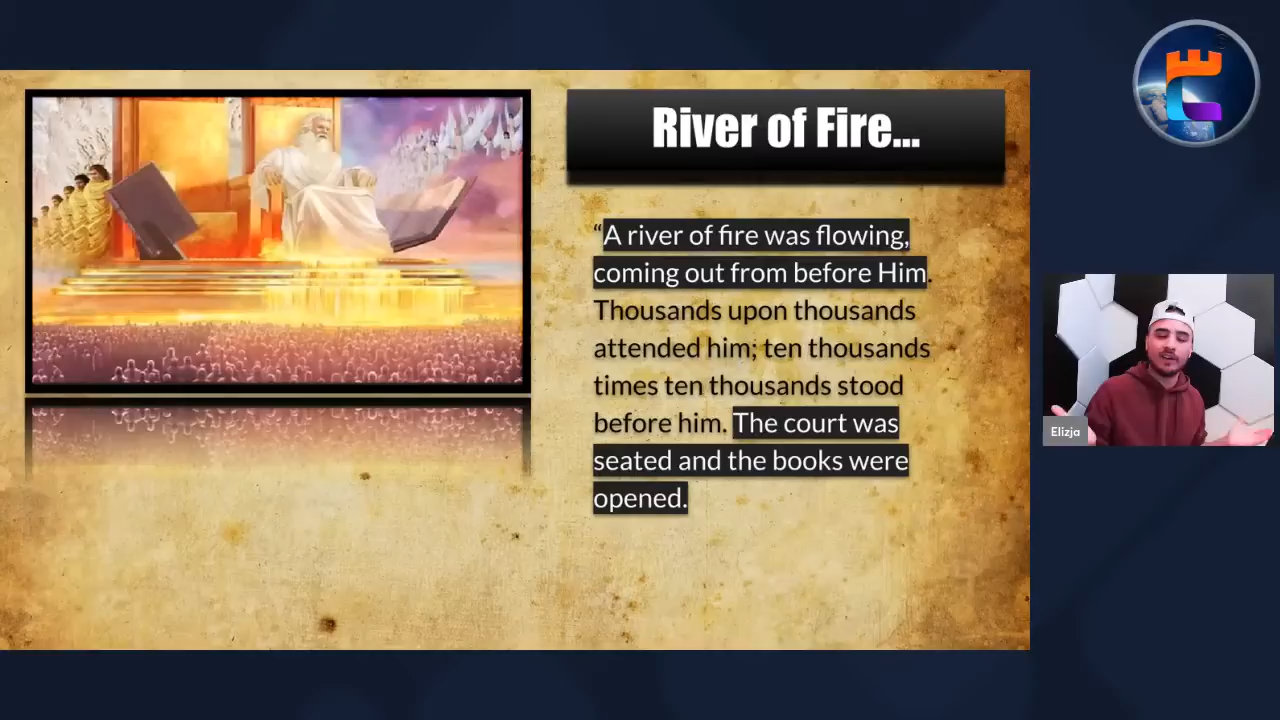 River of Fire...
“A river of fire was flowing,
coming out from before Him.
Thousands upon thousands
attended him; ten thousands
times ten thousands stood
before him. The court was
seated and the books were
opened.
Elizja